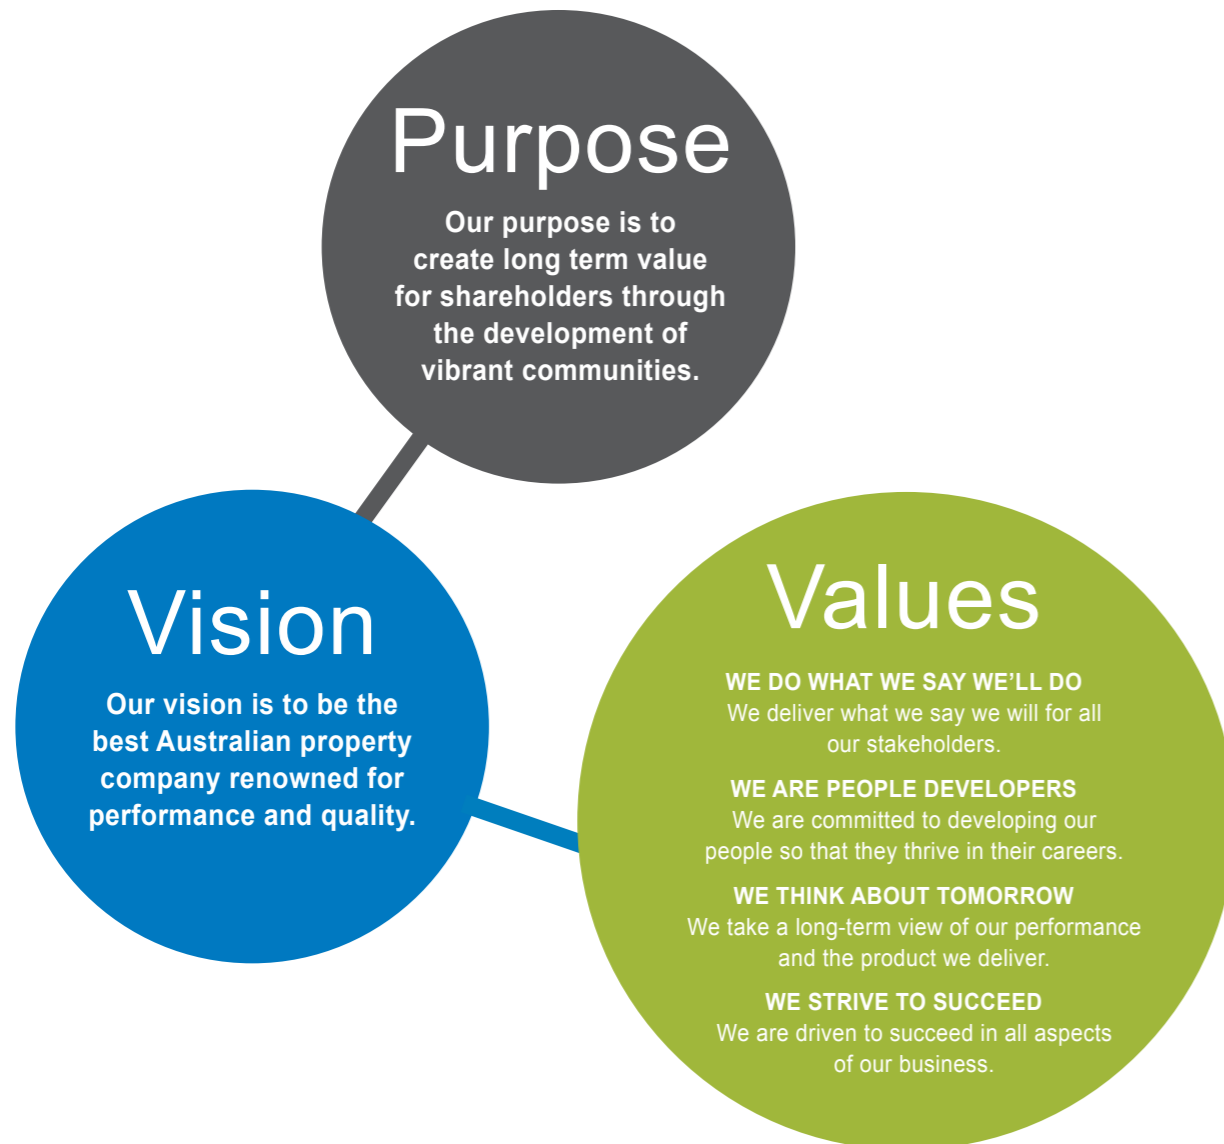 Purpose
Our purpose is to
create long term value
for shareholders through
the development of
vibrant communities.
Vision
Our vision is to be the
best Australian property
company renowned for
performance and quality.
Values
WE DO WHAT WE SAY WE’LL DO
We deliver what we say we will for all
our stakeholders.
WE ARE PEOPLE DEVELOPERS
We are committed to developing our
people so that they thrive in their careers.
WE THINK ABOUT TOMORROW
We take a long-term view of our performance
and the product we deliver.
WE STRIVE TO SUCCEED
We are driven to succeed in all aspects
of our business.